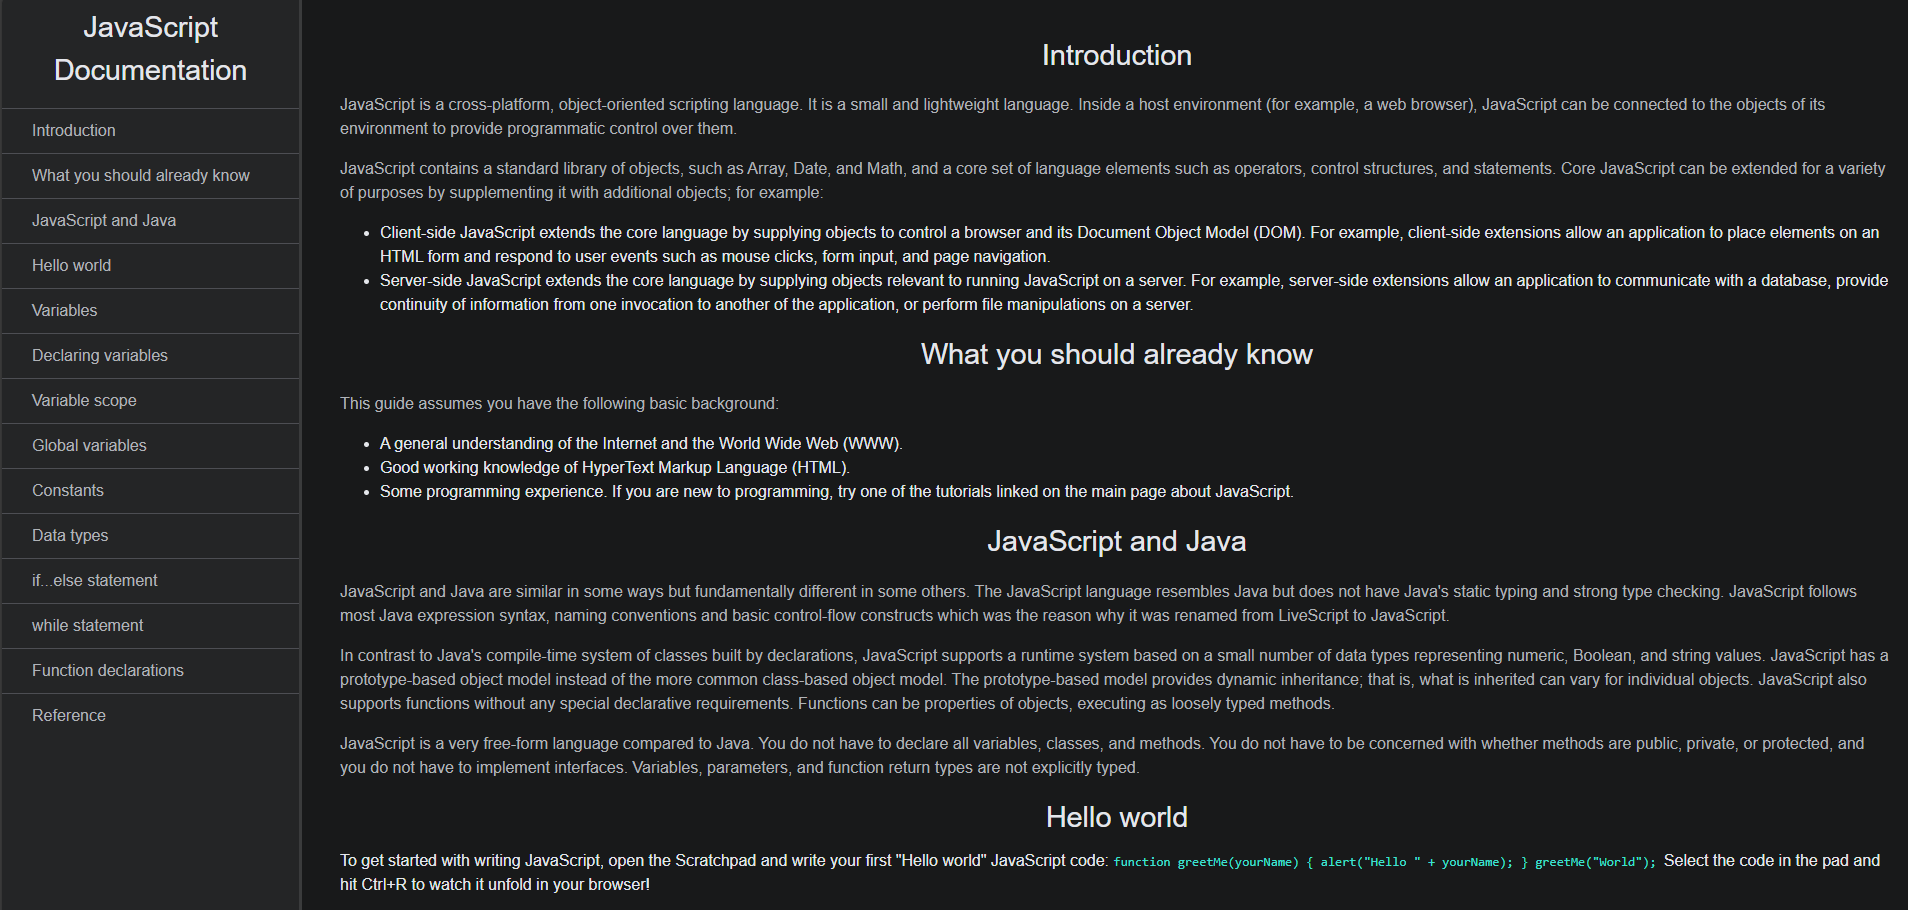 JavaScript
Documentation
Introduction
What you should already know
JavaScript and Java
Hello world
Variables
Declaring variables
Variable scope
Global variables
Constants
Data types
if...else statement
while statement
Function declarations
Reference
Introduction
JavaScript is a cross-platform, object-oriented scripting language. It is a small and lightweight language. Inside a host environment (for example, a web browser), JavaScript can be connected to the objects of its
environment to provide programmatic control over them.
JavaScript contains a standard library of objects, such as Array, Date, and Math, and a core set of language elements such as operators, control structures, and statements. Core JavaScript can be extended for a variety
of purposes by supplementing it with additional objects; for example:
• Client-side JavaScript extends the core language by supplying objects to control a browser and its Document Object Model (DOM). For example, client-side extensions allow an application to place elements on an
HTML form and respond to user events such as mouse clicks, form input, and page navigation.
• Server-side JavaScript extends the core language by supplying objects relevant to running JavaScript on a server. For example, server-side extensions allow an application to communicate with a database, provide
continuity of information from one invocation to another of the application, or perform file manipulations on a server.
What you should already know
This guide assumes you have the following basic background:
• A general understanding of the Internet and the World Wide Web (WWW).
• Good working knowledge of HyperText Markup Language (HTML).
• Some programming experience. If you are new to programming, try one of the tutorials linked on the main page about JavaScript.
JavaScript and Java
JavaScript and Java are similar in some ways but fundamentally different in some others. The JavaScript language resembles Java but does not have Java's static typing and strong type checking. JavaScript follows
most Java expression syntax, naming conventions and basic control-flow constructs which was the reason why it was renamed from LiveScript to JavaScript.
In contrast to Java's compile-time system of classes built by declarations, JavaScript supports a runtime system based on a small number of data types representing numeric, Boolean, and string values. JavaScript has a
prototype-based object model instead of the more common class-based object model. The prototype-based model provides dynamic inheritance; that is, what is inherited can vary for individual objects. JavaScript also
supports functions without any special declarative requirements. Functions can be properties of objects, executing as loosely typed methods.
JavaScript is a very free-form language compared to Java. You do not have to declare all variables, classes, and methods. You do not have to be concerned with whether methods are public, private, or protected, and
you do not have to implement interfaces. Variables, parameters, and function return types are not explicitly typed.
Hello world
To get started with writing JavaScript, open the Scratchpad and write your first "Hello world" JavaScript code: function greetMe(yourName) { alert("Hello " + yourName); } greetMe("World"); Select the code in the pad and
hit Ctrl+R to watch it unfold in your browser!